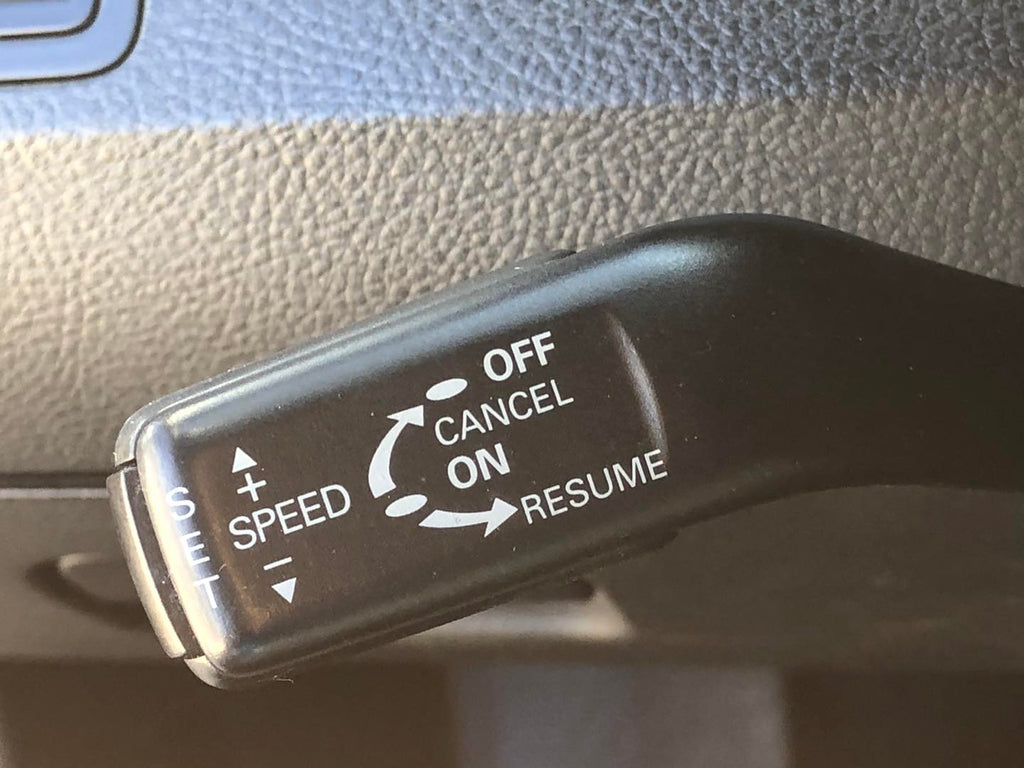 OFF
CANCEL
ON
RESUME
+
SPEED
−
SET